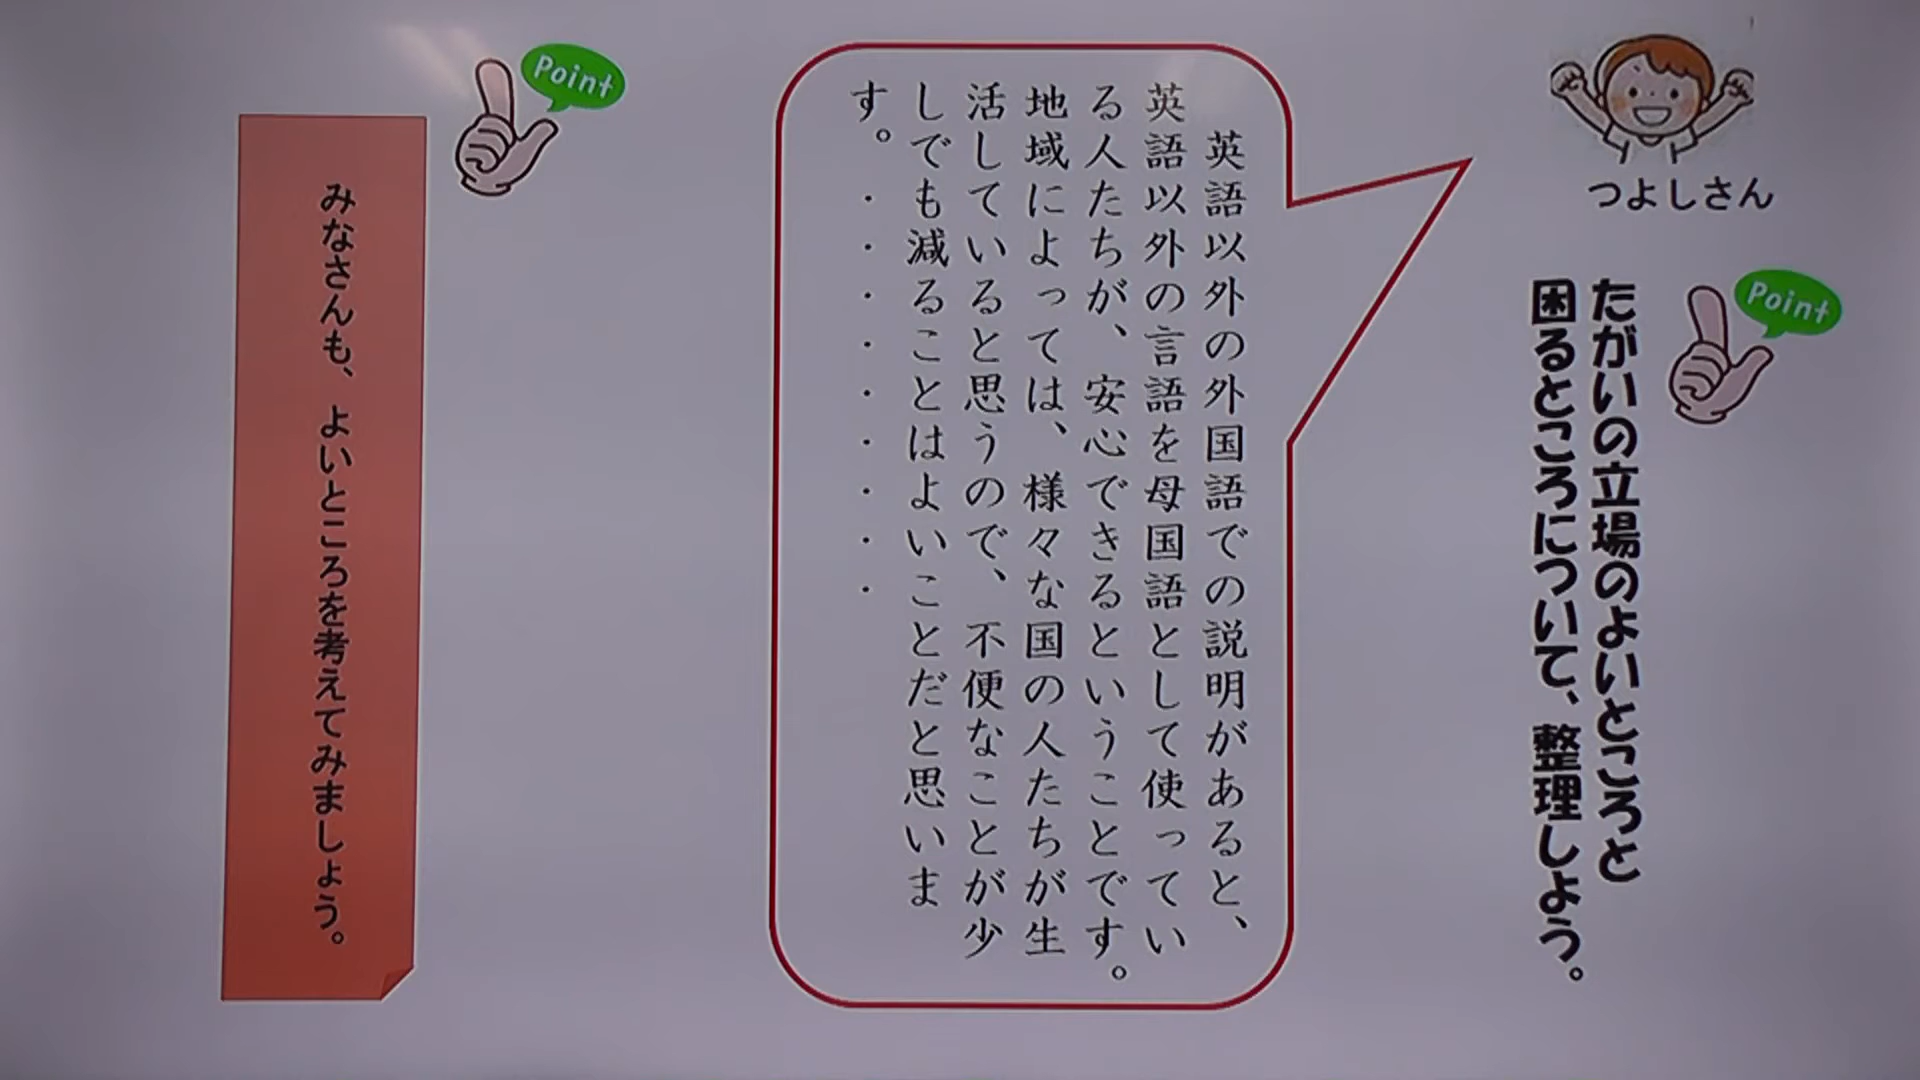 つよしさん
Point
たがいの立場のよいところと
困るところについて、整理しよう。
英語以外の外国語での説明があると、
英語以外の言語を母国語として使ってい
る人たちが、安心できるということです。
地域によっては、様々な国の人たちが生
活していると思うので、不便なことが少
しでも減ることはよいことだと思いま
す。・・・・・・・・・
Point
みなさんも、よいところを考えてみましょう。